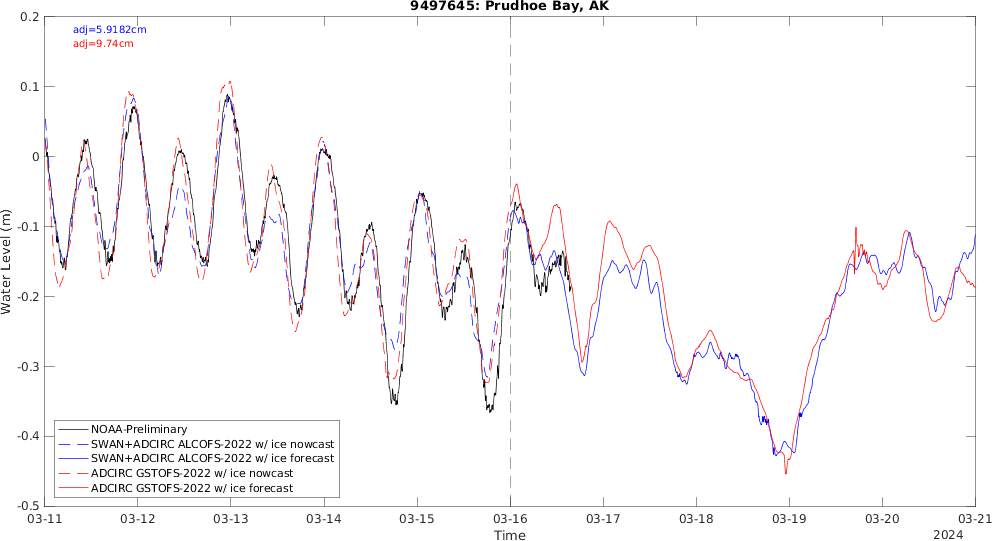 9497645: Prudhoe Bay, AK
adj=5.9182cm
adj=9.74cm
Water Level (m)
0.2
0.1
0
-0.1
-0.2
-0.3
-0.4
-0.5
NOAA-Preliminary
SWAN+ADCIRC ALCOFS-2022 w/ ice nowcast
SWAN+ADCIRC ALCOFS-2022 w/ ice forecast
ADCIRC GSTOFS-2022 w/ ice nowcast
ADCIRC GSTOFS-2022 w/ ice forecast
03-11 03-12 03-13 03-14 03-15 03-16 03-17 03-18 03-19 03-20 03-21
Time
2024